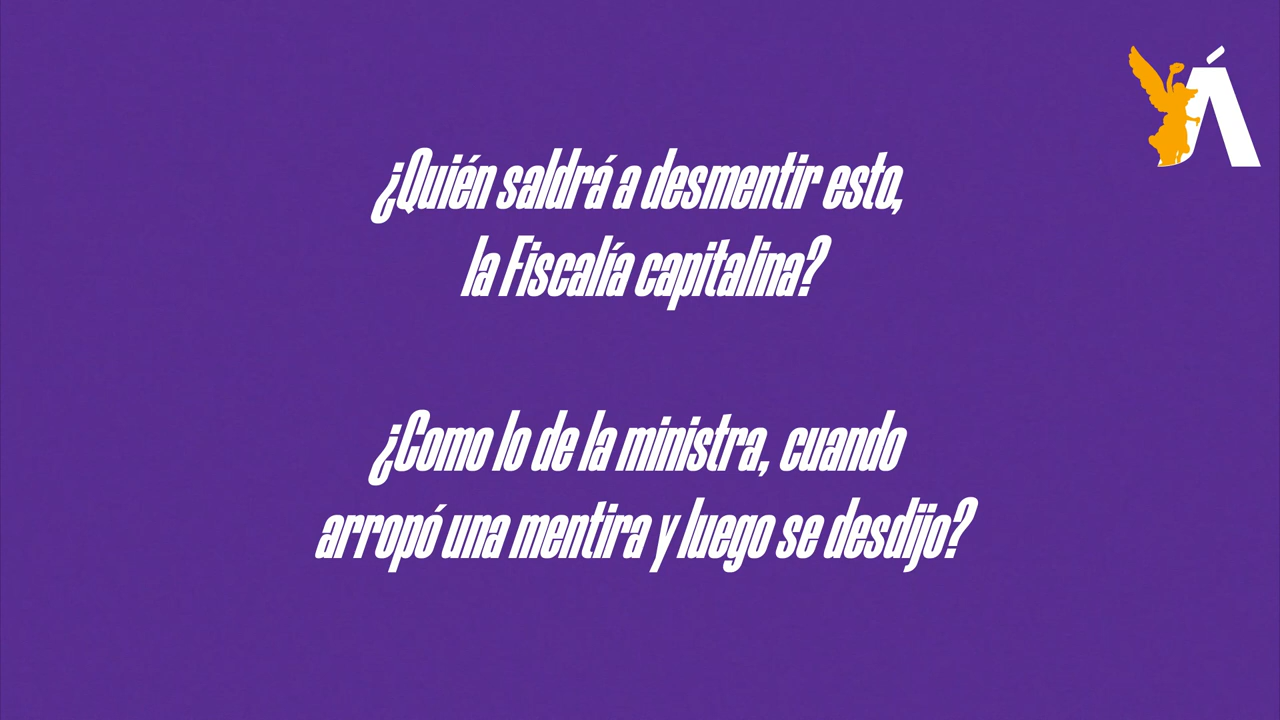 Á
¿Quién saldrá a desmentir esto,
la Fiscalía capitalina?
¿Como lo de la ministra, cuando
arropó una mentira y luego se desdijo?